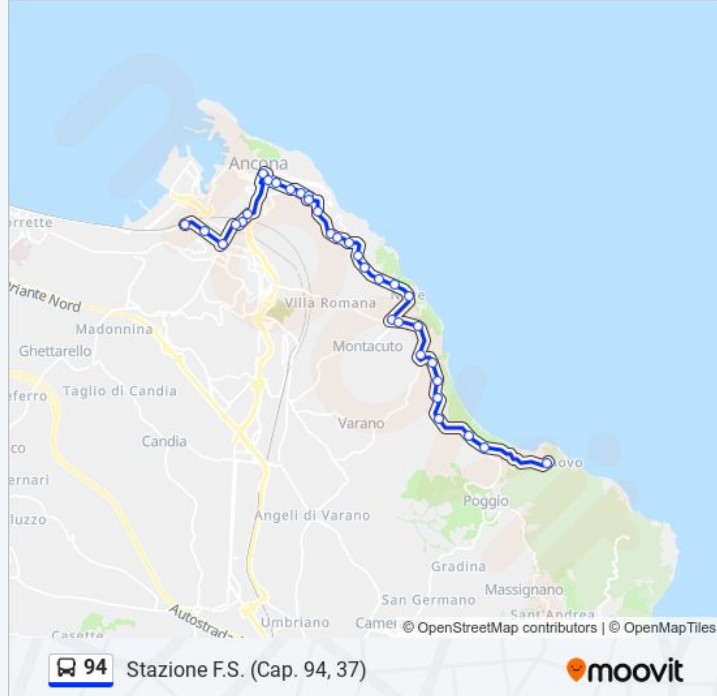 Ancona
orrette
riante Nord
Villa Romana
Madonnina
Ghettarello
Montacuto
Taglio di Candia
eferro
Varano
Candia
co
ernari
ovo
Poggio
luzzo
Angeli di Varano
Gradina
Massignano
San Germano
Sant'Andrea
Autostrada
Umbriano
Camer
Casette
© OpenStreetMap contributors | © OpenMapTiles
94 Stazione F.S. (Cap. 94, 37)
moovit